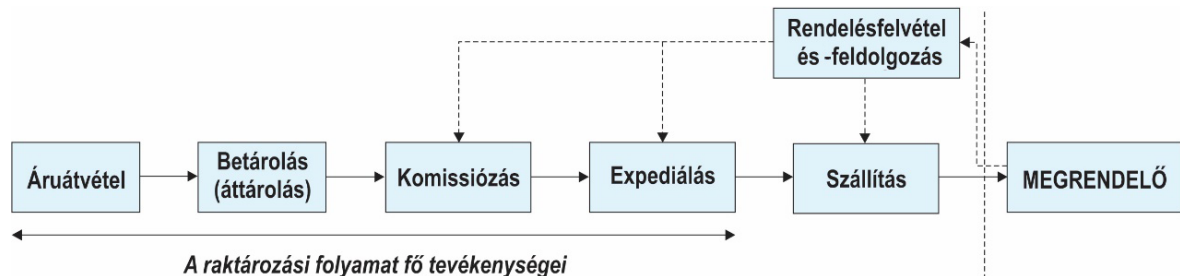 Rendelésfelvétel
és -feldolgozás
Áruátvétel
Betárolás
(áttárolás)
Komissiózás
Expediálás
Szállítás
MEGRENDELŐ
A raktározási folyamat fő tevékenységei